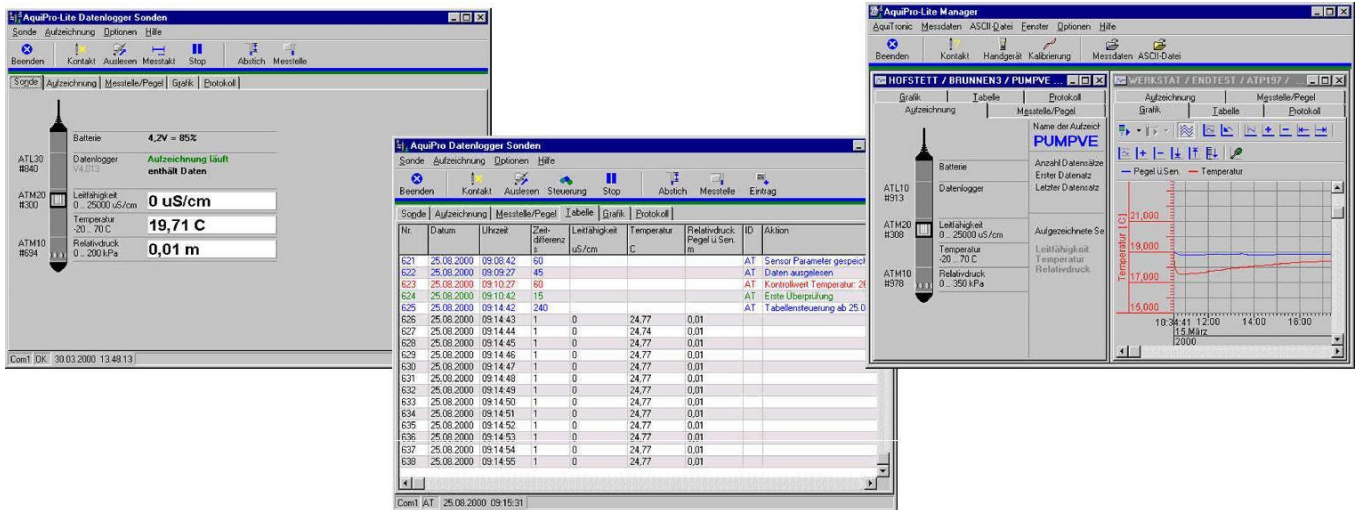 AquiPro-Lite Datenlogger Sonden
Sonde Aufzeichnung Optionen Hilfe
Beenden Kontakt Auslesen Messtakt Stop Abstich Messstelle
Sonde Aufzeichnung Messtelle/Pegel Grafik Protokoll
Batterie 4,2V = 85%
ATL30 Datenlogger Aufzeichnung läuft
#840 V4,013 enthält Daten
ATM20 Leitfähigkeit 0 uS/cm
#300 0 .. 25000 uS/cm
Temperatur 19,71 C
-20 .. 70 C
ATM10 Relativdruck 0,01 m
#694 0 .. 200 kPa
Com1 OK 30.03.2000 13.48.13
AquiPro Datenlogger Sonden
Sonde Aufzeichnung Optionen Hilfe
Beenden Kontakt Auslesen Steuerung Stop Abstich Messtelle Eintrag
Sonde Aufzeichnung Messtelle/Pegel Tabelle Grafik Protokoll
Nr. Datum Uhrzeit Zeit- Leitfähigkeit Temperatur Relativdruck ID Aktion
differenz Pegel ü.Sen.
s uS/cm C m
621 25.08.2000 09:08:42 60 AT Sensor Parameter gespeich
622 25.08.2000 09:09:27 45 AT Daten ausgelesen
623 25.08.2000 09:10:27 60 AT Kontrollwert Temperatur: 26
624 25.08.2000 09:10:42 15 AT Erste Überprüfung
625 25.08.2000 09:14:42 240 AT Tabellensteuerung ab 25.0
626 25.08.2000 09:14:43 1 0 24,77 0,01
627 25.08.2000 09:14:44 1 0 24,74 0,01
628 25.08.2000 09:14:45 1 0 24,77 0,01
629 25.08.2000 09:14:46 1 0 24,77 0,01
630 25.08.2000 09:14:47 1 0 24,77 0,01
631 25.08.2000 09:14:48 1 0 24,77 0,01
632 25.08.2000 09:14:49 1 0 24,77 0,01
633 25.08.2000 09:14:50 1 0 24,77 0,01
634 25.08.2000 09:14:51 1 0 24,77 0,01
635 25.08.2000 09:14:52 1 0 24,77 0,01
636 25.08.2000 09:14:53 1 0 24,77 0,01
637 25.08.2000 09:14:54 1 0 24,77 0,01
638 25.08.2000 09:14:55 1 0 24,77 0,01
Com1 AT 25.08.2000 09:15:31
AquiPro-Lite Manager
AquiTronic Messdaten ASCII-Datei Fenster Optionen Hilfe
Beenden Kontakt Handgerät Kalibrierung Messdaten ASCII-Datei
HOFSTETT / BRUNNEN3 / PUMPVE ...
Grafik Tabelle Protokoll
Aufzeichnung Messtelle/Pegel
Name der Aufzeich
PUMPVE
Batterie Anzahl Datensätze
Erster Datenatz
ATL10 Datenlogger Letzter Datensatz
#913
ATM20 Leitfähigkeit
#308 0 .. 25000 uS/cm Aufgezeichnete Se
Temperatur Leitfähigkeit
-20 .. 70 C Temperatur
ATM10 Relativdruck Relativdruck
#978 0 .. 350 kPa
WERKSTAT / ENDTEST / ATP197 /
Aufzeichnung Messtelle/Pegel
Grafik Tabelle Protokoll
Pegel ü.Sen. Temperatur
Temperatur [C]
21,000
19,000
17,000
15,000
10:34:41 12:00 14:00 16:00
15.März
2000